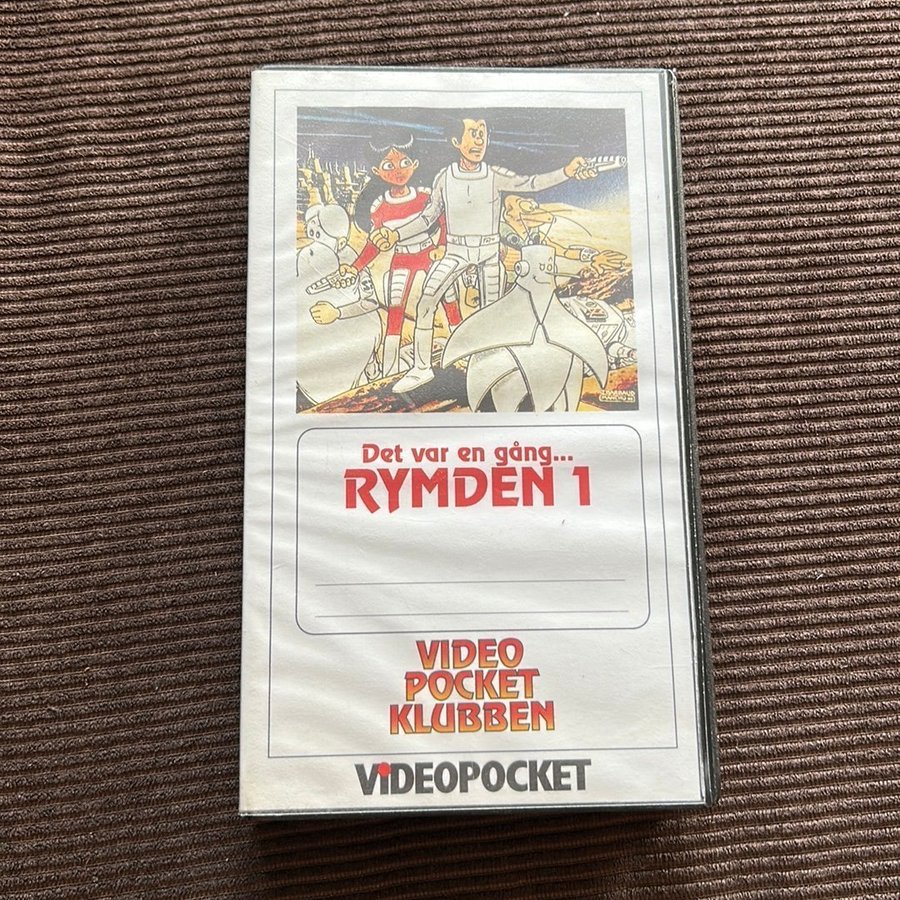 Det var en gång...
RYMDEN 1
VIDEO
POCKET
KLUBBEN
ViDEOPOCKET